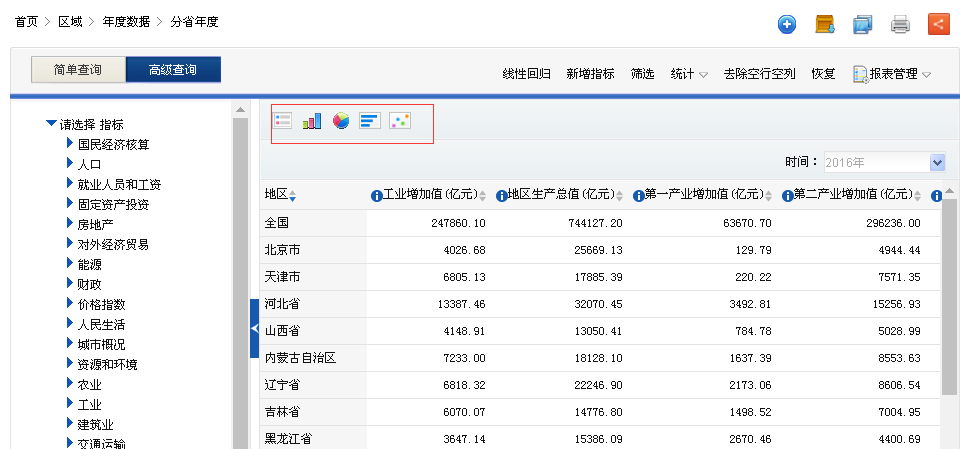 首页 > 区域 > 年度数据 > 分省年度
简单查询 高级查询
线性回归 新增指标 筛选 统计 去除空行空列 恢复 报表管理
请选择 指标
国民经济核算
人口
就业人员和工资
固定资产投资
房地产
对外经济贸易
能源
财政
价格指数
人民生活
城市概况
资源和环境
农业
工业
建筑业
交通运输
时间： 2016年
地区 工业增加值(亿元) 地区生产总值(亿元) 第一产业增加值(亿元) 第二产业增加值(亿元)
全国 247860.10 744127.20 63670.70 296236.00
北京市 4026.68 25669.13 129.79 4944.44
天津市 6805.13 17885.39 220.22 7571.35
河北省 13387.46 32070.45 3492.81 15256.93
山西省 4148.91 13050.41 784.78 5028.99
内蒙古自治区 7233.00 18128.10 1637.39 8553.63
辽宁省 6818.32 22246.90 2173.06 8606.54
吉林省 6070.07 14776.80 1498.52 7004.95
黑龙江省 3647.14 15386.09 2670.46 4400.69